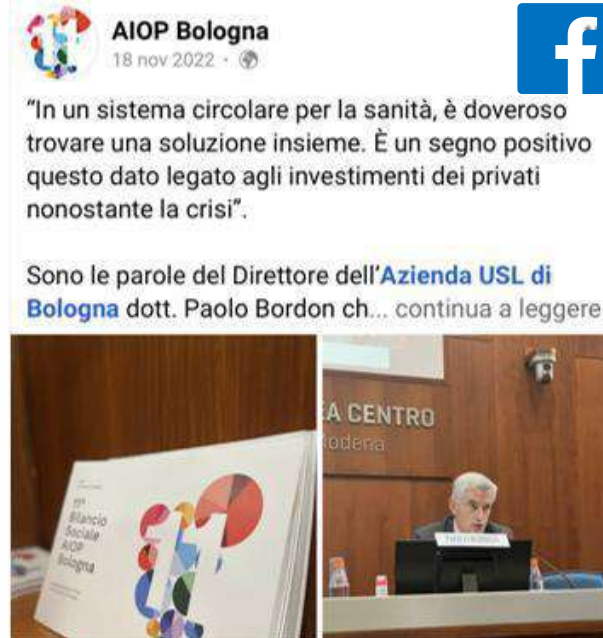 AIOP Bologna
18 nov 2022
"In un sistema circolare per la sanità, è doveroso
trovare una soluzione insieme. È un segno positivo
questo dato legato agli investimenti dei privati
nonostante la crisi".
Sono le parole del Direttore dell'Azienda USL di
Bologna dott. Paolo Bordon ch... continua a leggere
11°
Bilancio
Sociale
AIOP
Bologna
A CENTRO
odena